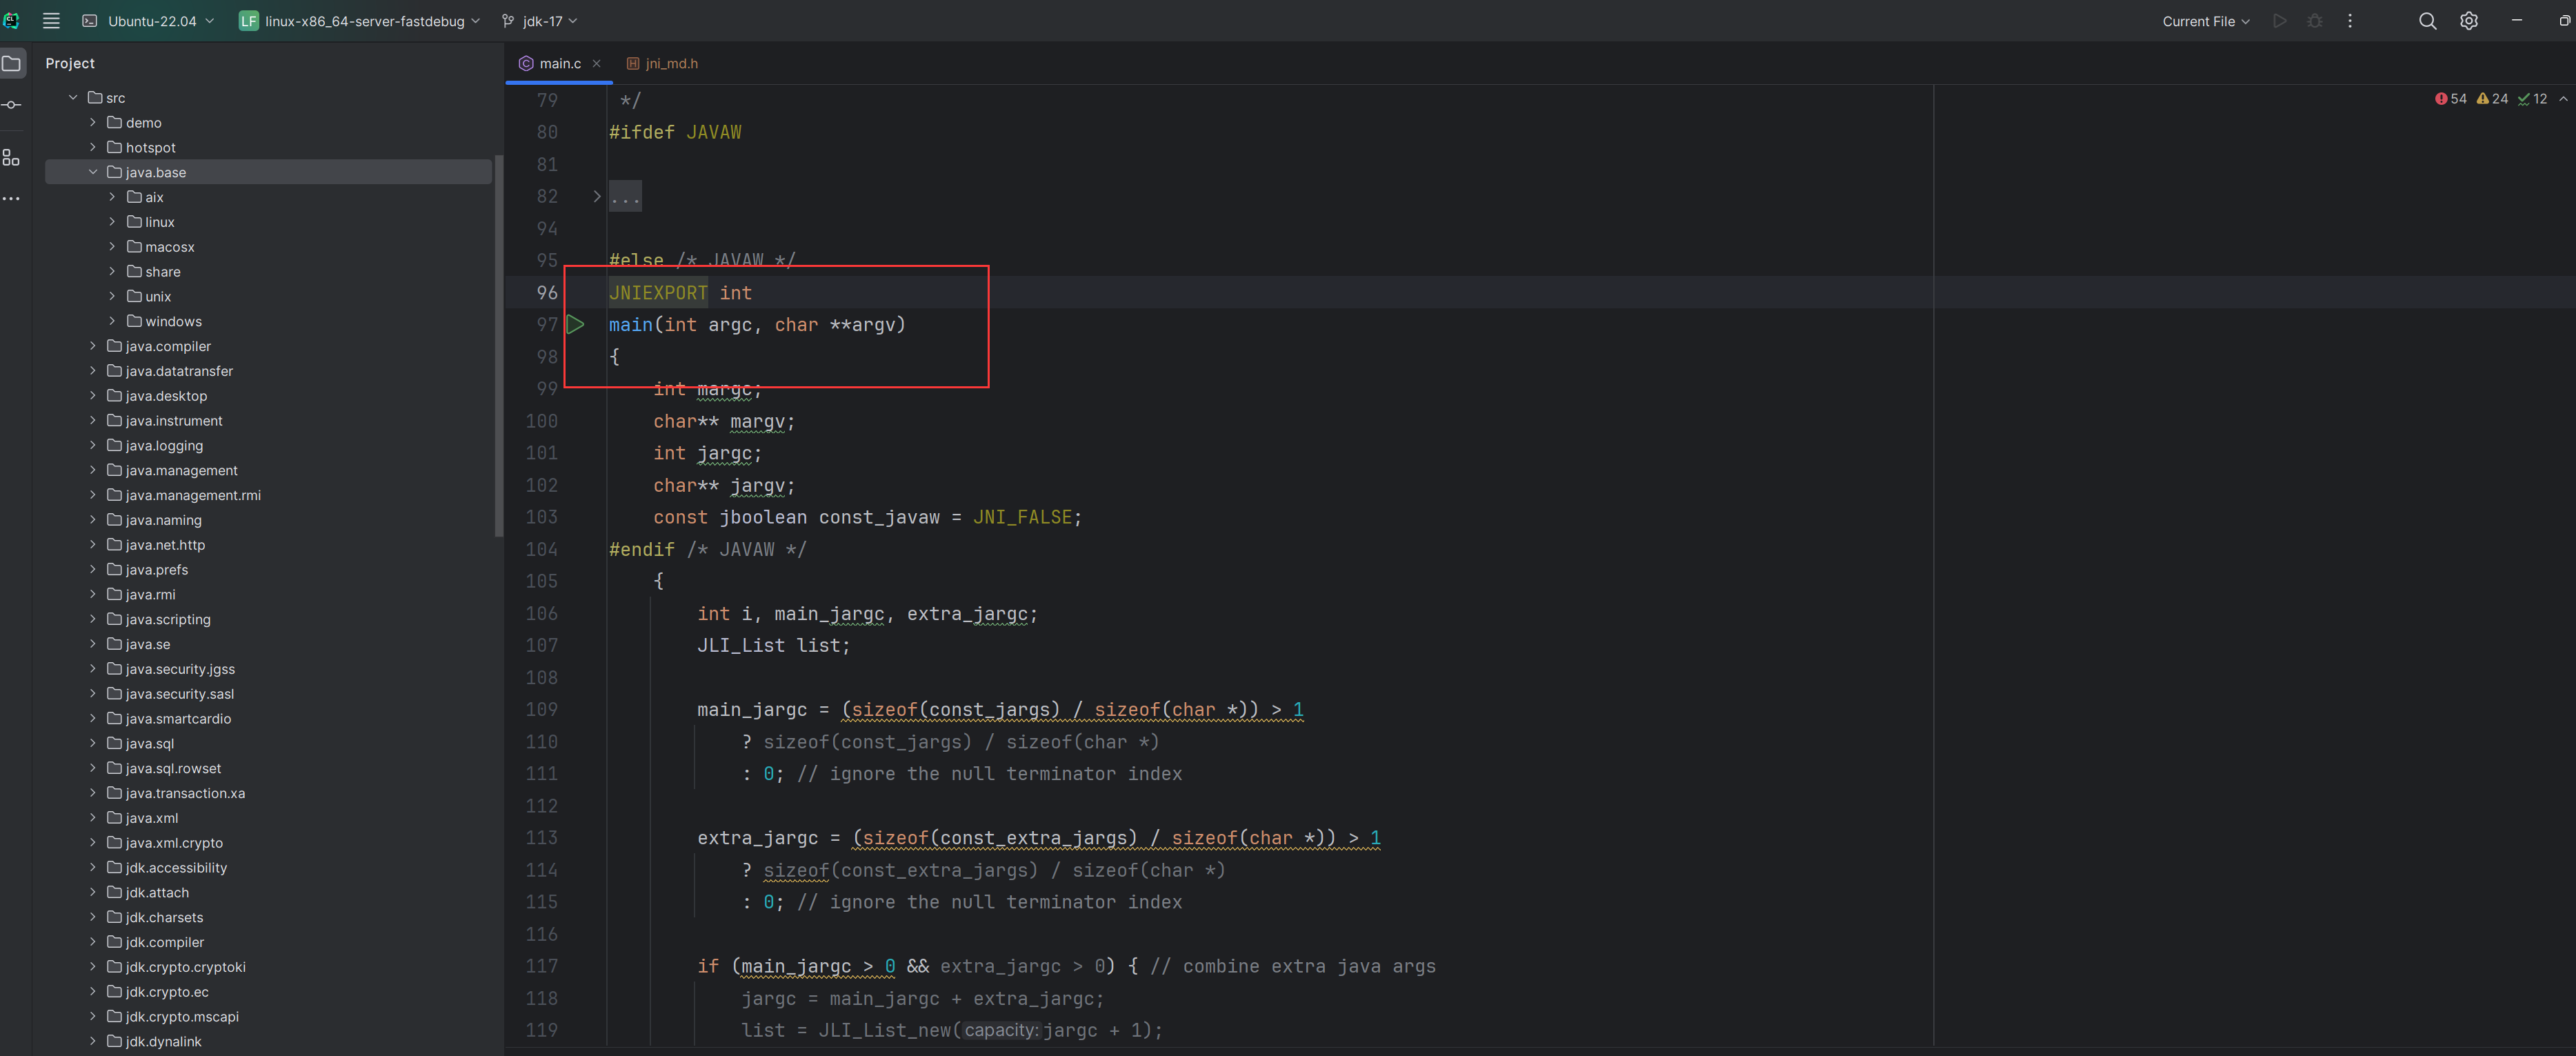 Ubuntu-22.04
LF linux-x86_64-server-fastdebug
jdk-17
Current File
Project
src
demo
hotspot
java.base
aix
linux
macosx
share
unix
windows
java.compiler
java.datatransfer
java.desktop
java.instrument
java.logging
java.management
java.management.rmi
java.naming
java.net.http
java.prefs
java.rmi
java.scripting
java.se
java.security.jgss
java.security.sasl
java.smartcardio
java.sql
java.sql.rowset
java.transaction.xa
java.xml
java.xml.crypto
jdk.accessibility
jdk.attach
jdk.charsets
jdk.compiler
jdk.crypto.cryptoki
jdk.crypto.ec
jdk.crypto.mscapi
jdk.dynalink
main.c
jni_md.h
54 24 12
79 */
80 #ifdef JAVAW
81
82 ...
94
95 #else /* JAVAW */
96 JNIEXPORT int
97 main(int argc, char **argv)
98 {
99 int margc;
100 char** margv;
101 int jargc;
102 char** jargv;
103 const jboolean const_javaw = JNI_FALSE;
104 #endif /* JAVAW */
105 {
106 int i, main_jargc, extra_jargc;
107 JLI_List list;
108
109 main_jargc = (sizeof(const_jargs) / sizeof(char *)) > 1
110 ? sizeof(const_jargs) / sizeof(char *)
111 : 0; // ignore the null terminator index
112
113 extra_jargc = (sizeof(const_extra_jargs) / sizeof(char *)) > 1
114 ? sizeof(const_extra_jargs) / sizeof(char *)
115 : 0; // ignore the null terminator index
116
117 if (main_jargc > 0 && extra_jargc > 0) { // combine extra java args
118 jargc = main_jargc + extra_jargc;
119 list = JLI_List_new( capacity: jargc + 1);